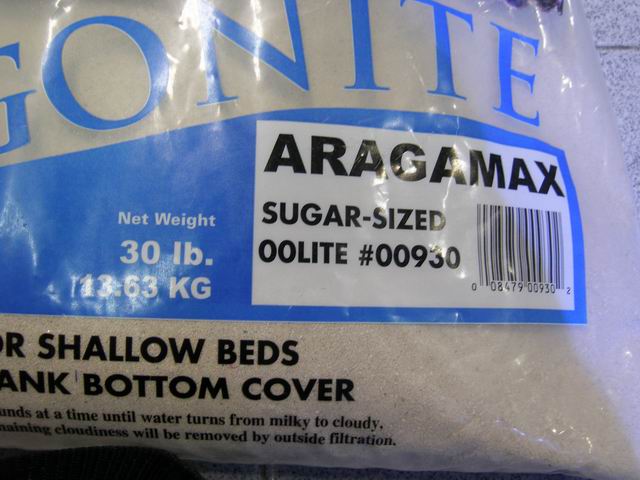 GONITE
ARAGAMAX
SUGAR-SIZED
OOLITE #00930
0 08479 00930 2
Net Weight
30 lb.
13.63 KG
OR SHALLOW BEDS
ANK BOTTOM COVER
unds at a time until water turns from milky to cloudy,
maining cloudiness will be removed by outside filtration.